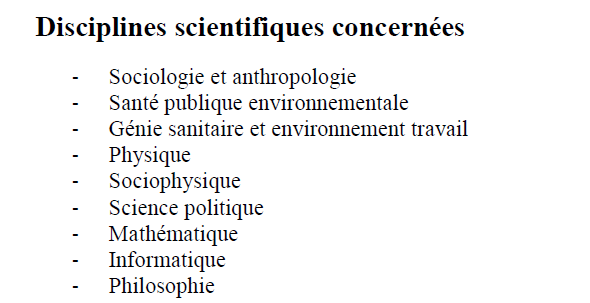 Disciplines scientifiques concernées
- Sociologie et anthropologie
- Santé publique environnementale
- Génie sanitaire et environnement travail
- Physique
- Sociophysique
- Science politique
- Mathématique
- Informatique
- Philosophie